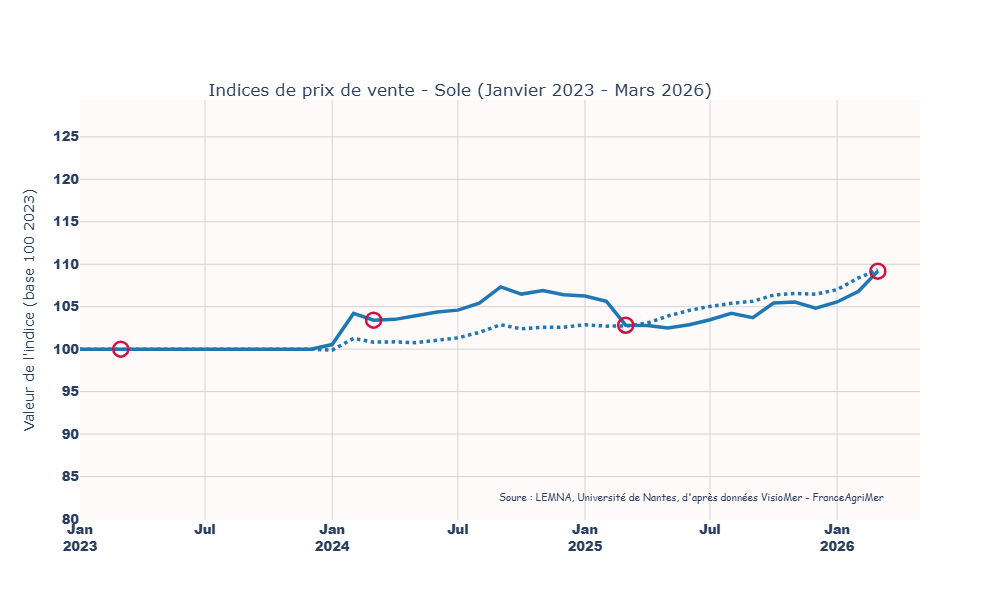 Indices de prix de vente - Sole (Janvier 2023 - Mars 2026)
Valeur de l'indice (base 100 2023)
125
120
115
110
105
100
95
90
85
80
Soure : LEMNA, Université de Nantes, d'après données VisioMer - FranceAgriMer
Jan Jul Jan Jul Jan Jul Jan
2023 2024 2025 2026